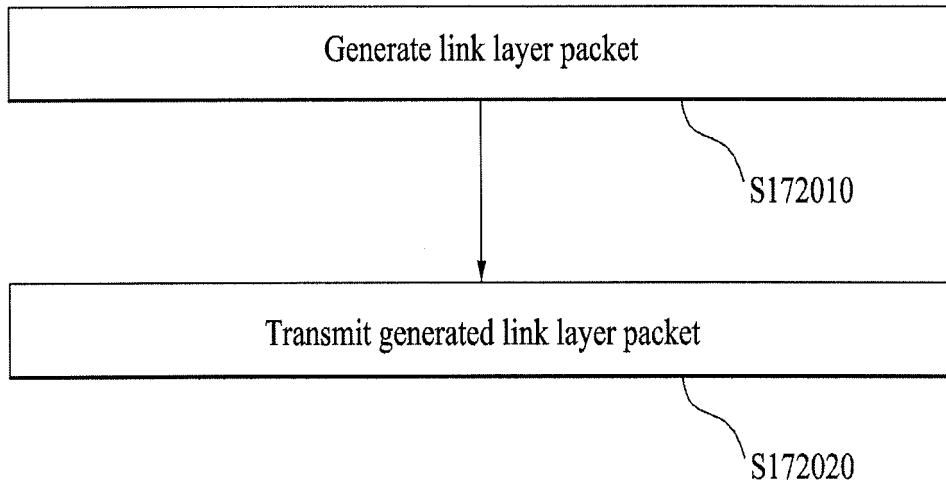 Generate link layer packet
S172010
Transmit generated link layer packet
S172020